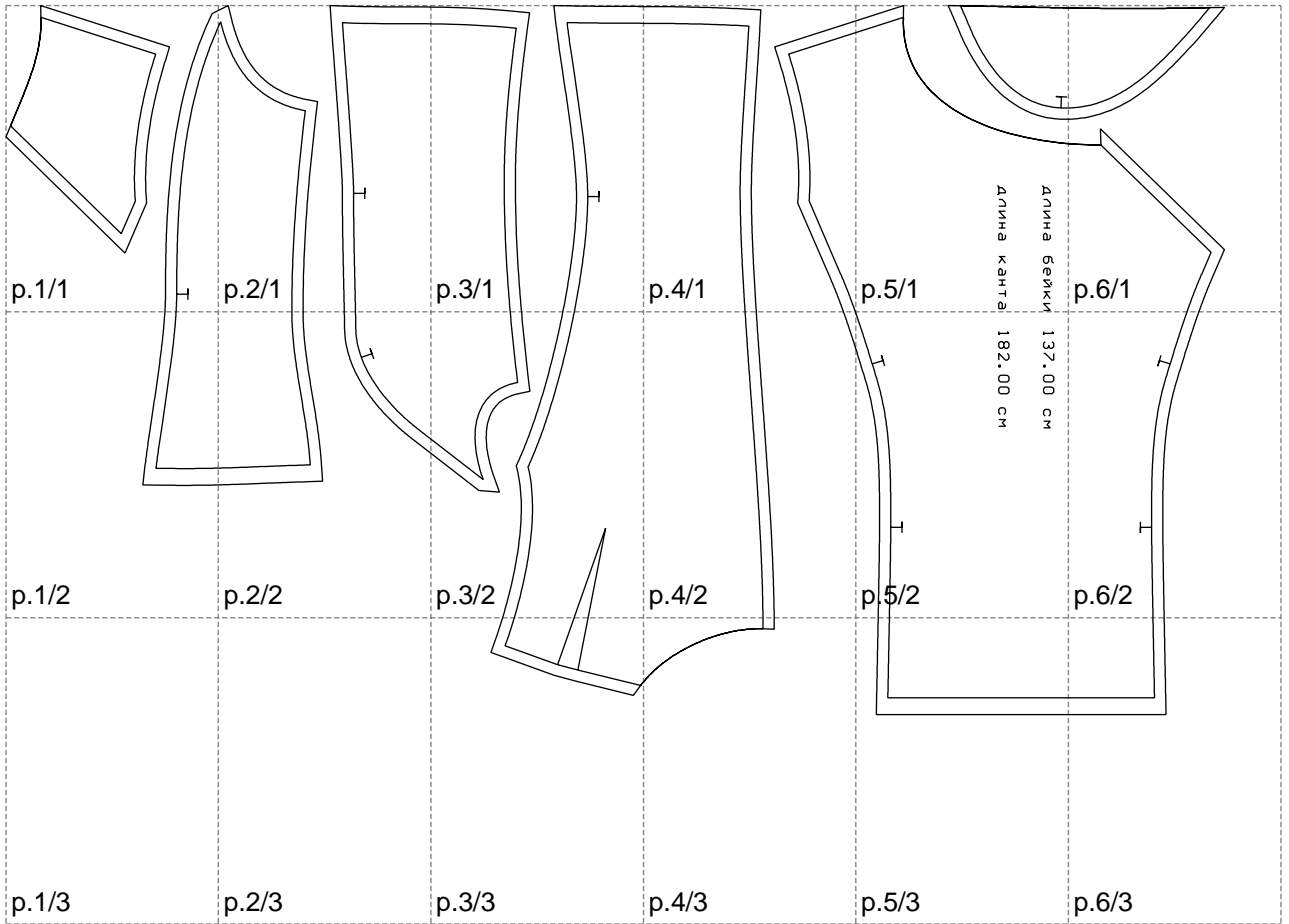 p.1/1
p.2/1
p.3/1
p.4/1
p.5/1
p.6/1
длина бейки 137.00 см
длина канта 182.00 см
p.1/2
p.2/2
p.3/2
p.4/2
p.5/2
p.6/2
p.1/3
p.2/3
p.3/3
p.4/3
p.5/3
p.6/3